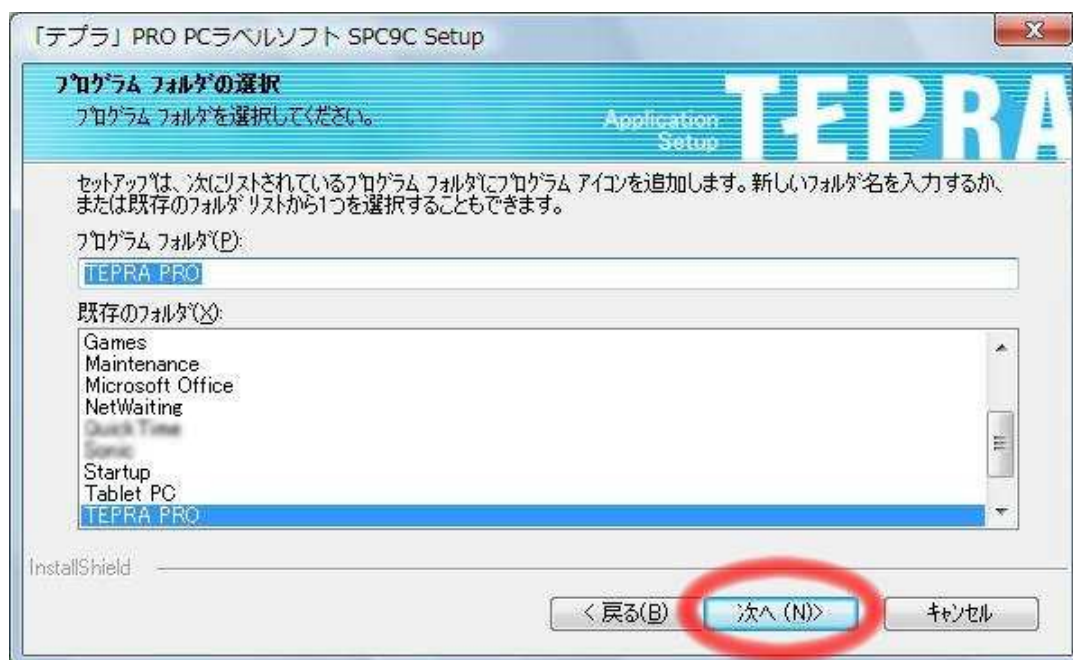 「テプラ」PRO PCラベルソフト SPC9C Setup
プログラム フォルダの選択
プログラム フォルダを選択してください。
Application
Setup
TEPRA
セットアップは、次にリストされているプログラム フォルダにプログラム アイコンを追加します。新しいフォルダ名を入力するか、
または既存のフォルダ リストから1つを選択することもできます。
プログラム フォルダ(P):
TEPRA PRO
既存のフォルダ(X):
Games
Maintenance
Microsoft Office
NetWaiting
Startup
Tablet PC
TEPRA PRO
InstallShield
< 戻る(B)
次へ (N)>
キャンセル